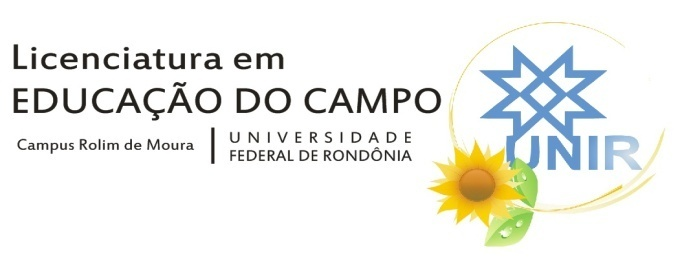 Licenciatura em
EDUCAÇÃO DO CAMPO
Campus Rolim de Moura
UNIVERSIDADE
FEDERAL DE RONDÔNIA
UNIR